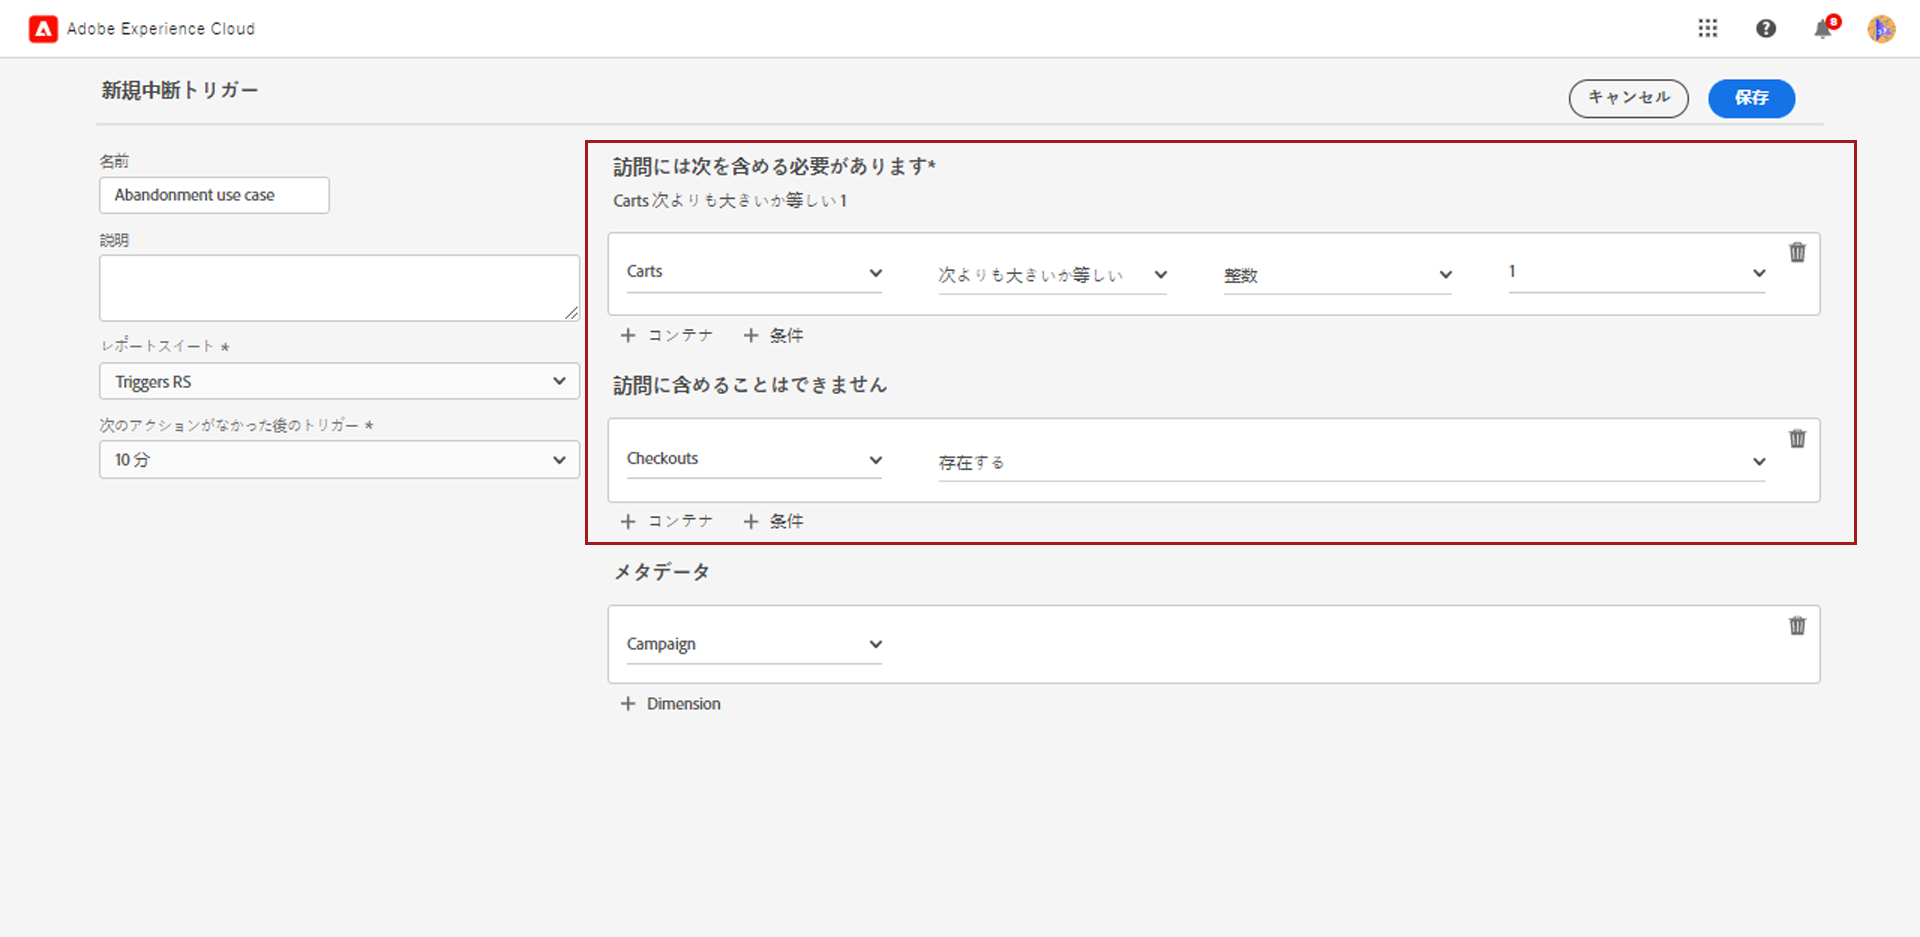 Adobe Experience Cloud
8
新規中断トリガー
キャンセル
保存
名前
Abandonment use case
説明
レポートスイート *
Triggers RS
次のアクションがなかった後のトリガー *
10 分
訪問には次を含める必要があります*
Carts 次よりも大きいか等しい 1
Carts
次よりも大きいか等しい
整数
1
+ コンテナ + 条件
訪問に含めることはできません
Checkouts
存在する
+ コンテナ + 条件
メタデータ
Campaign
+ Dimension